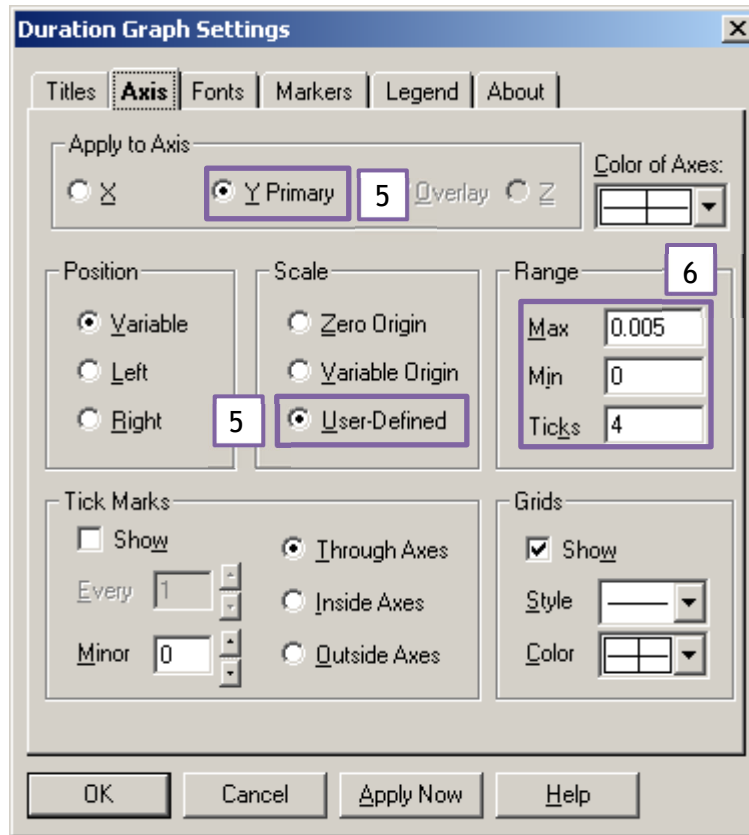 Duration Graph Settings
Titles Axis Fonts Markers Legend About
Apply to Axis
X Y Primary 5 Overlay Z
Color of Axes:
Position Scale Range 6
Variable Zero Origin Max 0.005
Left Variable Origin Min 0
Right 5 User-Defined Ticks 4
Tick Marks Grids
Show Through Axes Show
Every 1 Inside Axes Style
Minor 0 Outside Axes Color
OK Cancel Apply Now Help